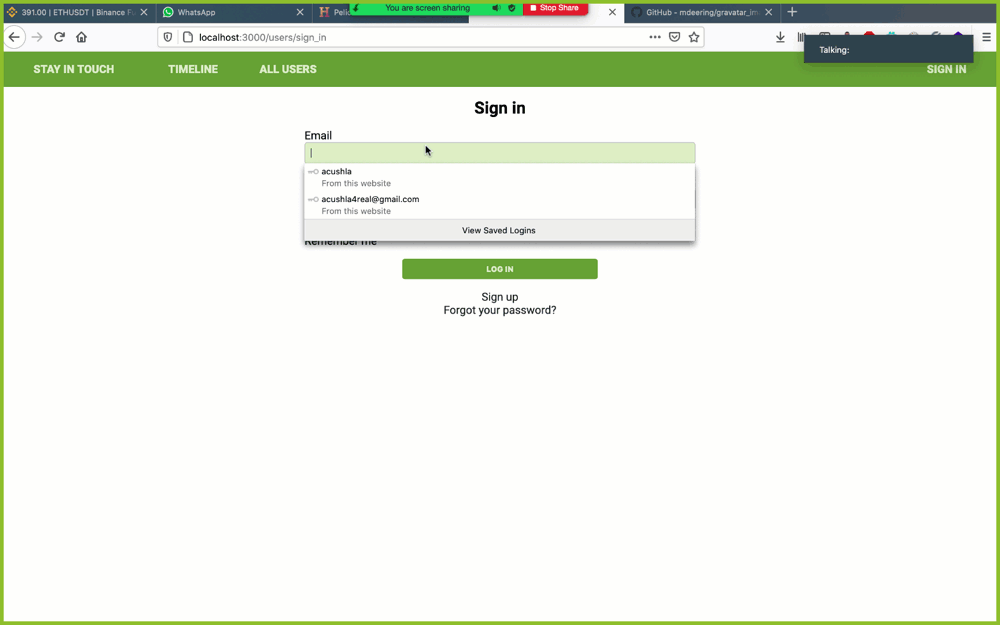 391.00 | ETHUSDT | Binance Fu
WhatsApp
You are screen sharing
Stop Share
GitHub - mdeering/gravatar_im
localhost:3000/users/sign_in
Talking:
STAY IN TOUCH
TIMELINE
ALL USERS
SIGN IN
Sign in
Email
acushla
From this website
acushla4real@gmail.com
From this website
View Saved Logins
Remember me
LOG IN
Sign up
Forgot your password?